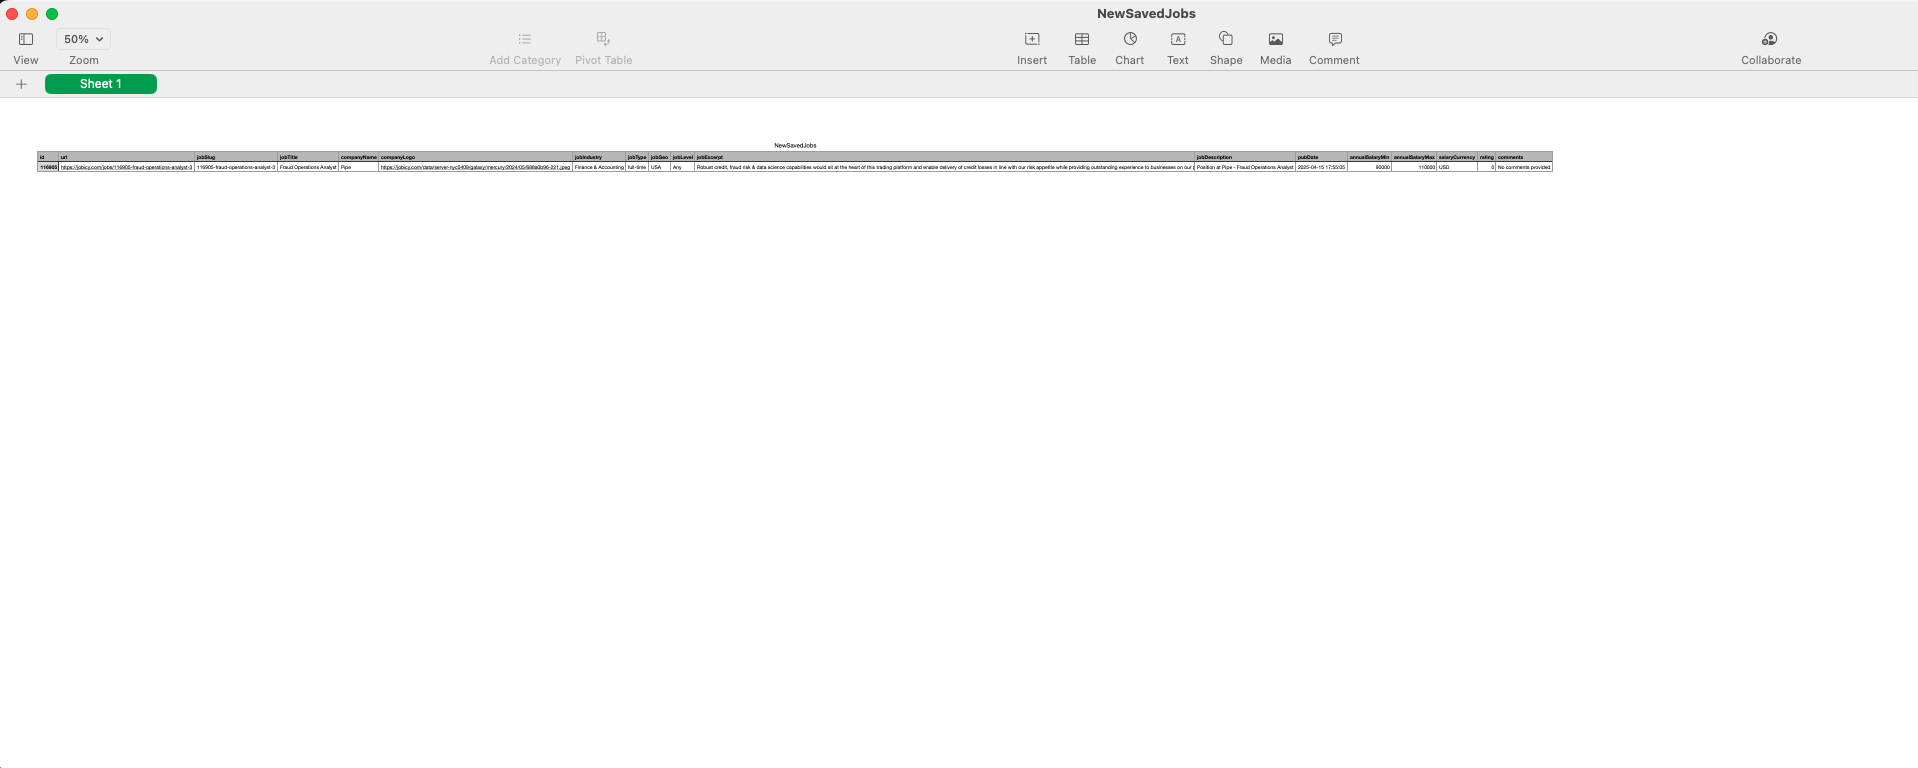 NewSavedJobs
50%
View Zoom Add Category Pivot Table Insert Table Chart Text Shape Media Comment Collaborate
Sheet 1
NewSavedJobs
id url jobSlug jobTitle companyName companyLogo jobIndustry jobType jobGeo jobLevel jobExcerpt jobDescription pubDate annualSalaryMin annualSalaryMax salaryCurrency rating comments
116905 https://jobicy.com/jobs/116905-fraud-operations-analyst-3 116905-fraud-operations-analyst-3 Fraud Operations Analyst Pipe Finance & Accounting full-time USA Any Robust credit, fraud risk & data science capabilities would sit at the heart of this trading platform and enable delivery of credit losses in line with our risk appetite while providing outstanding experience to businesses on our Position at Pipe - Fraud Operations Analyst 2025-04-15 17:55:05 90000 110000 USD 0 No comments provided